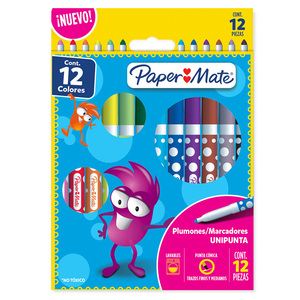 ¡NUEVO!
CONT.
12
PIEZAS
Cont.
12
Colores
Paper Mate
Paper Mate
Paper Mate
Plumones/Marcadores
UNIPUNTA
LAVABLES
PUNTA CÓNICA
TRAZOS FINOS Y MEDIANOS
CONT.
12
PIEZAS
*NO TÓXICO